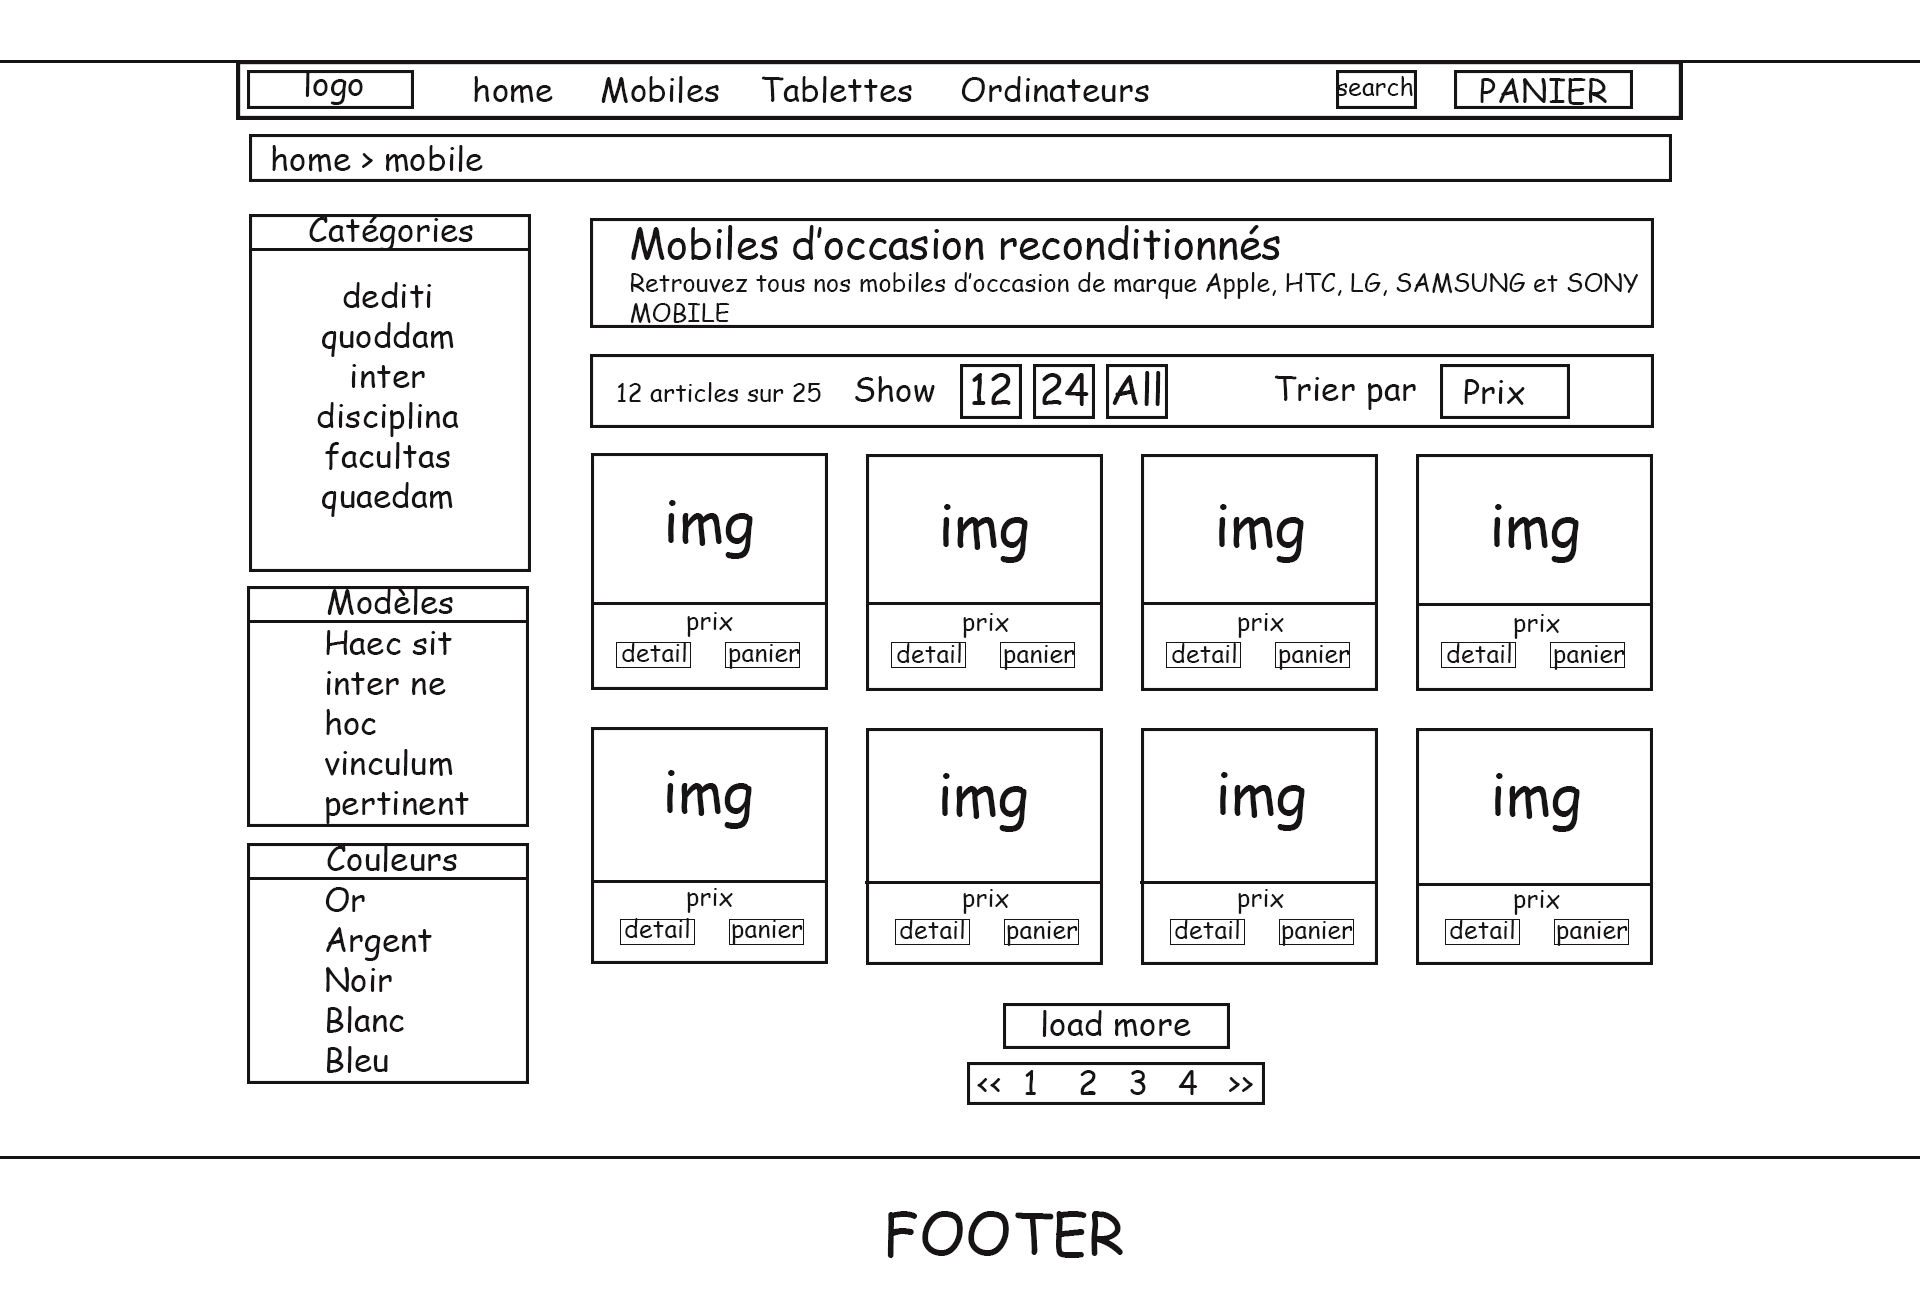 logo home Mobiles Tablettes Ordinateurs search PANIER
home > mobile
Catégories
dediti
quoddam
inter
disciplina
facultas
quaedam
Modèles
Haec sit
inter ne
hoc
vinculum
pertinent
Couleurs
Or
Argent
Noir
Blanc
Bleu
Mobiles d'occasion reconditionnés
Retrouvez tous nos mobiles d'occasion de marque Apple, HTC, LG, SAMSUNG et SONY
MOBILE
12 articles sur 25 Show 12 24 All Trier par Prix
img img img img
prix prix prix prix
detail panier detail panier detail panier detail panier
img img img img
prix prix prix prix
detail panier detail panier detail panier detail panier
load more
<< 1 2 3 4 >>
FOOTER